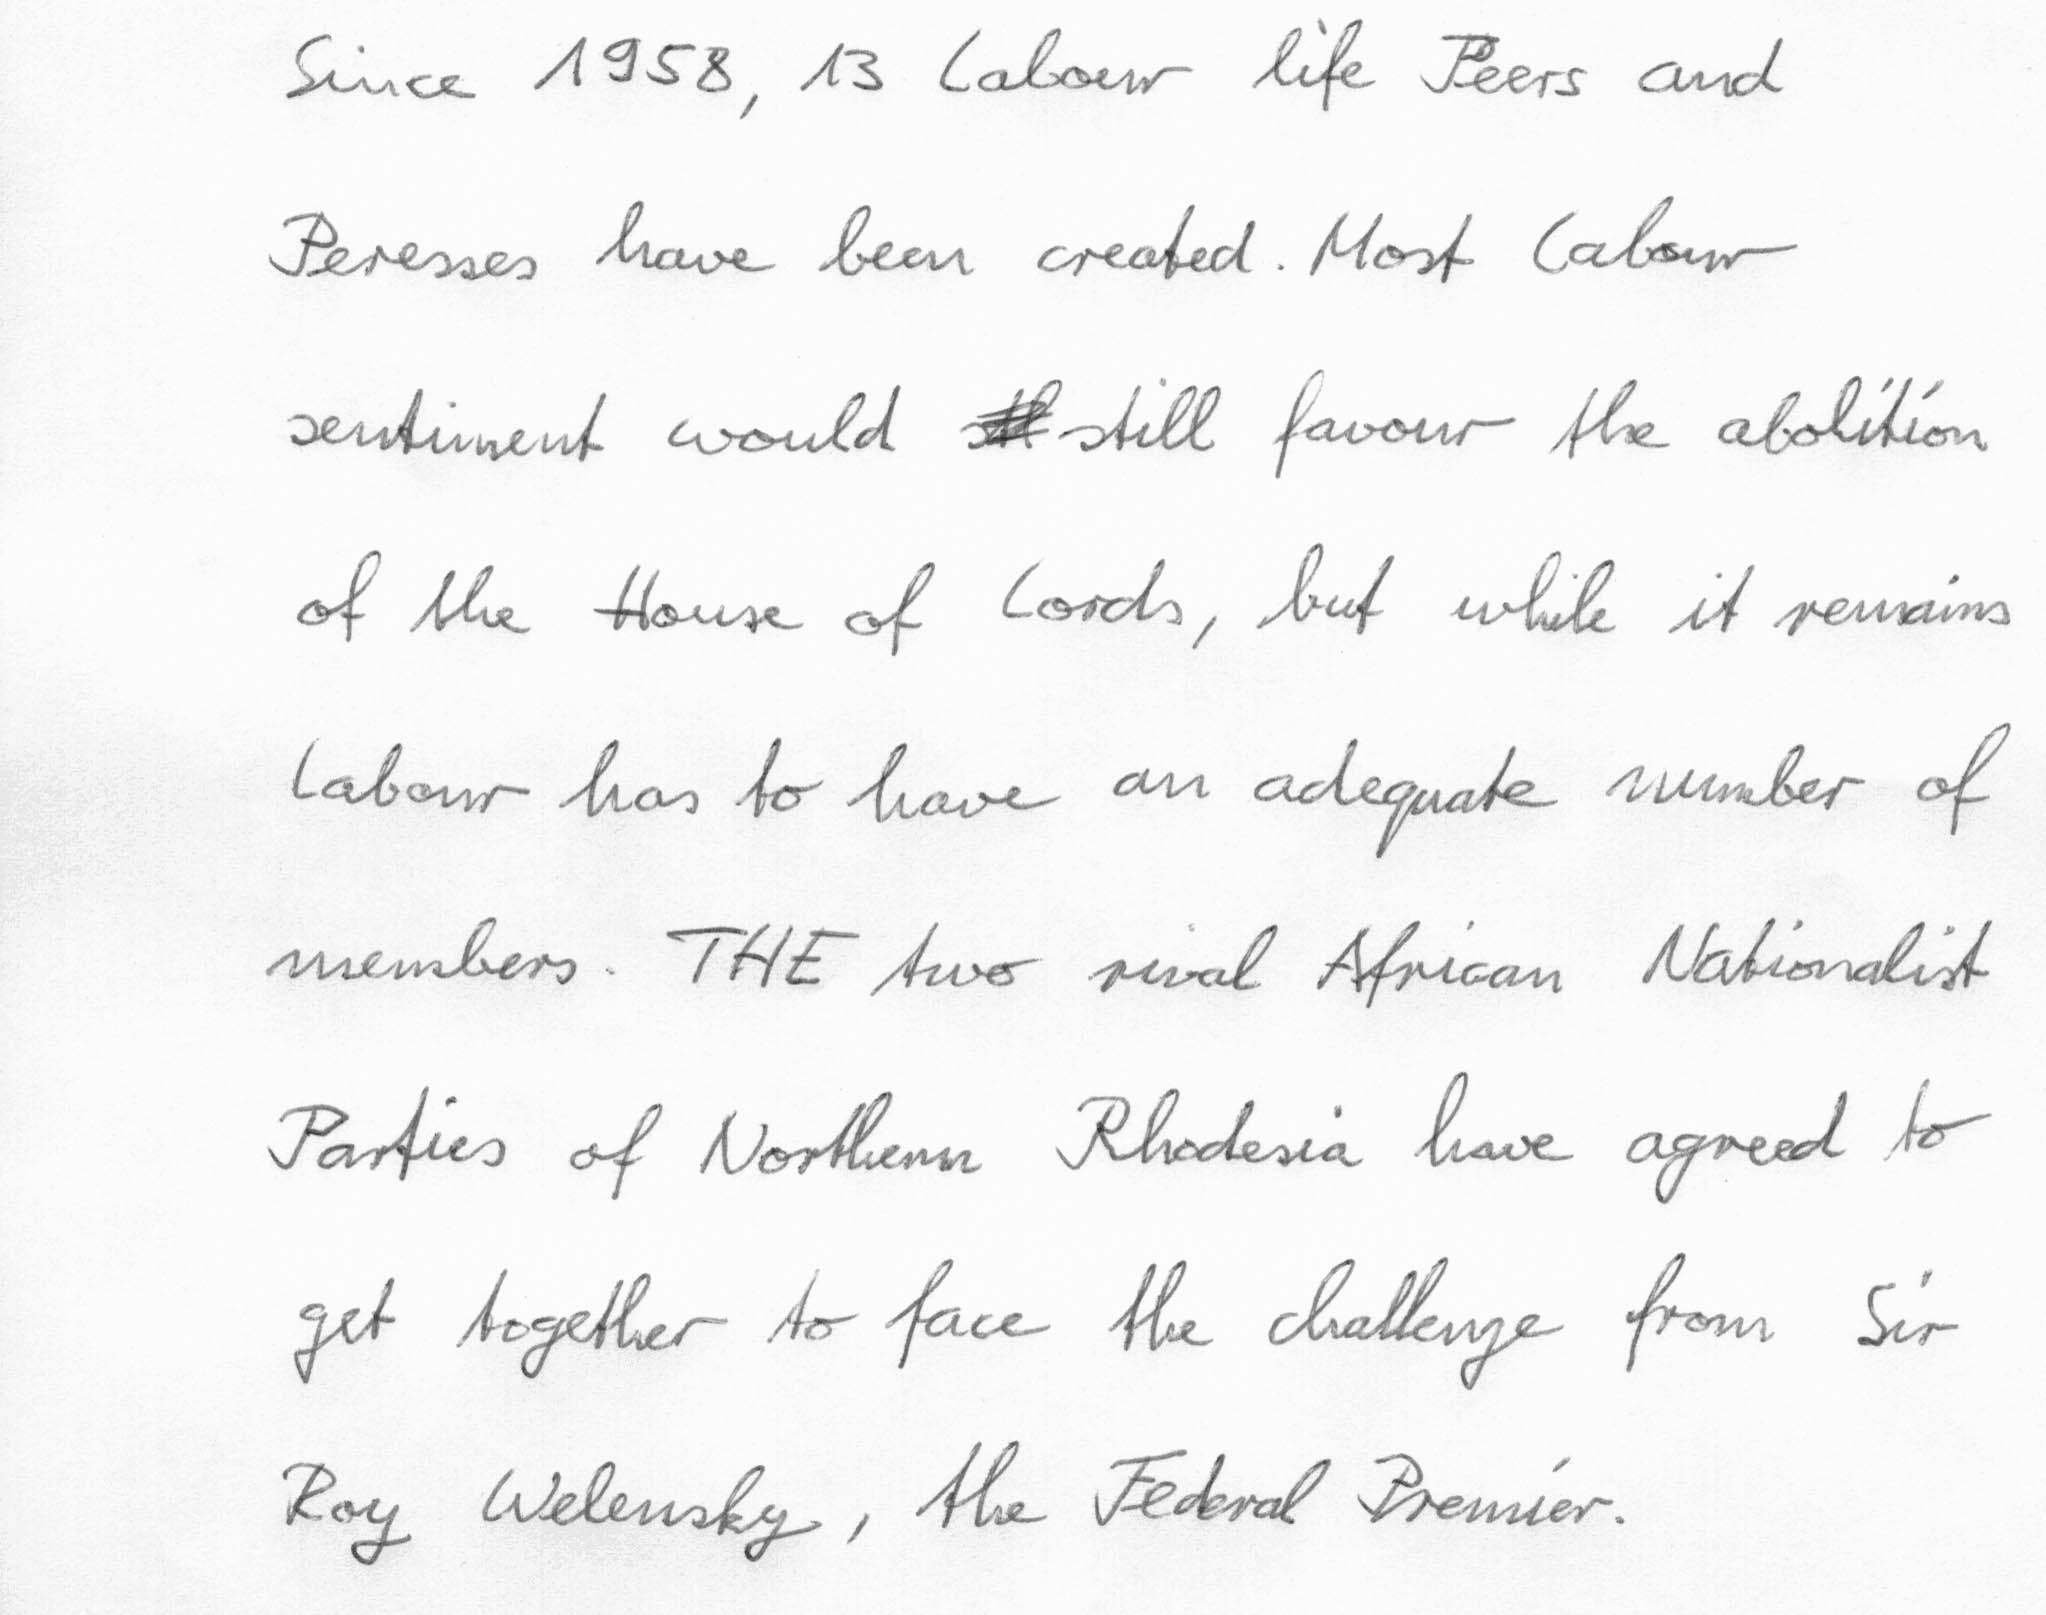 Since 1958, 13 Labour life Peers and
Peresses have been created. Most Labour
sentiment would still favour the abolition
of the House of Lords, but while it remains
Labour has to have an adequate number of
members. THE two rival African Nationalist
Parties of Northern Rhodesia have agreed to
get together to face the challenge from Sir
Roy Welensky, the Federal Premier.